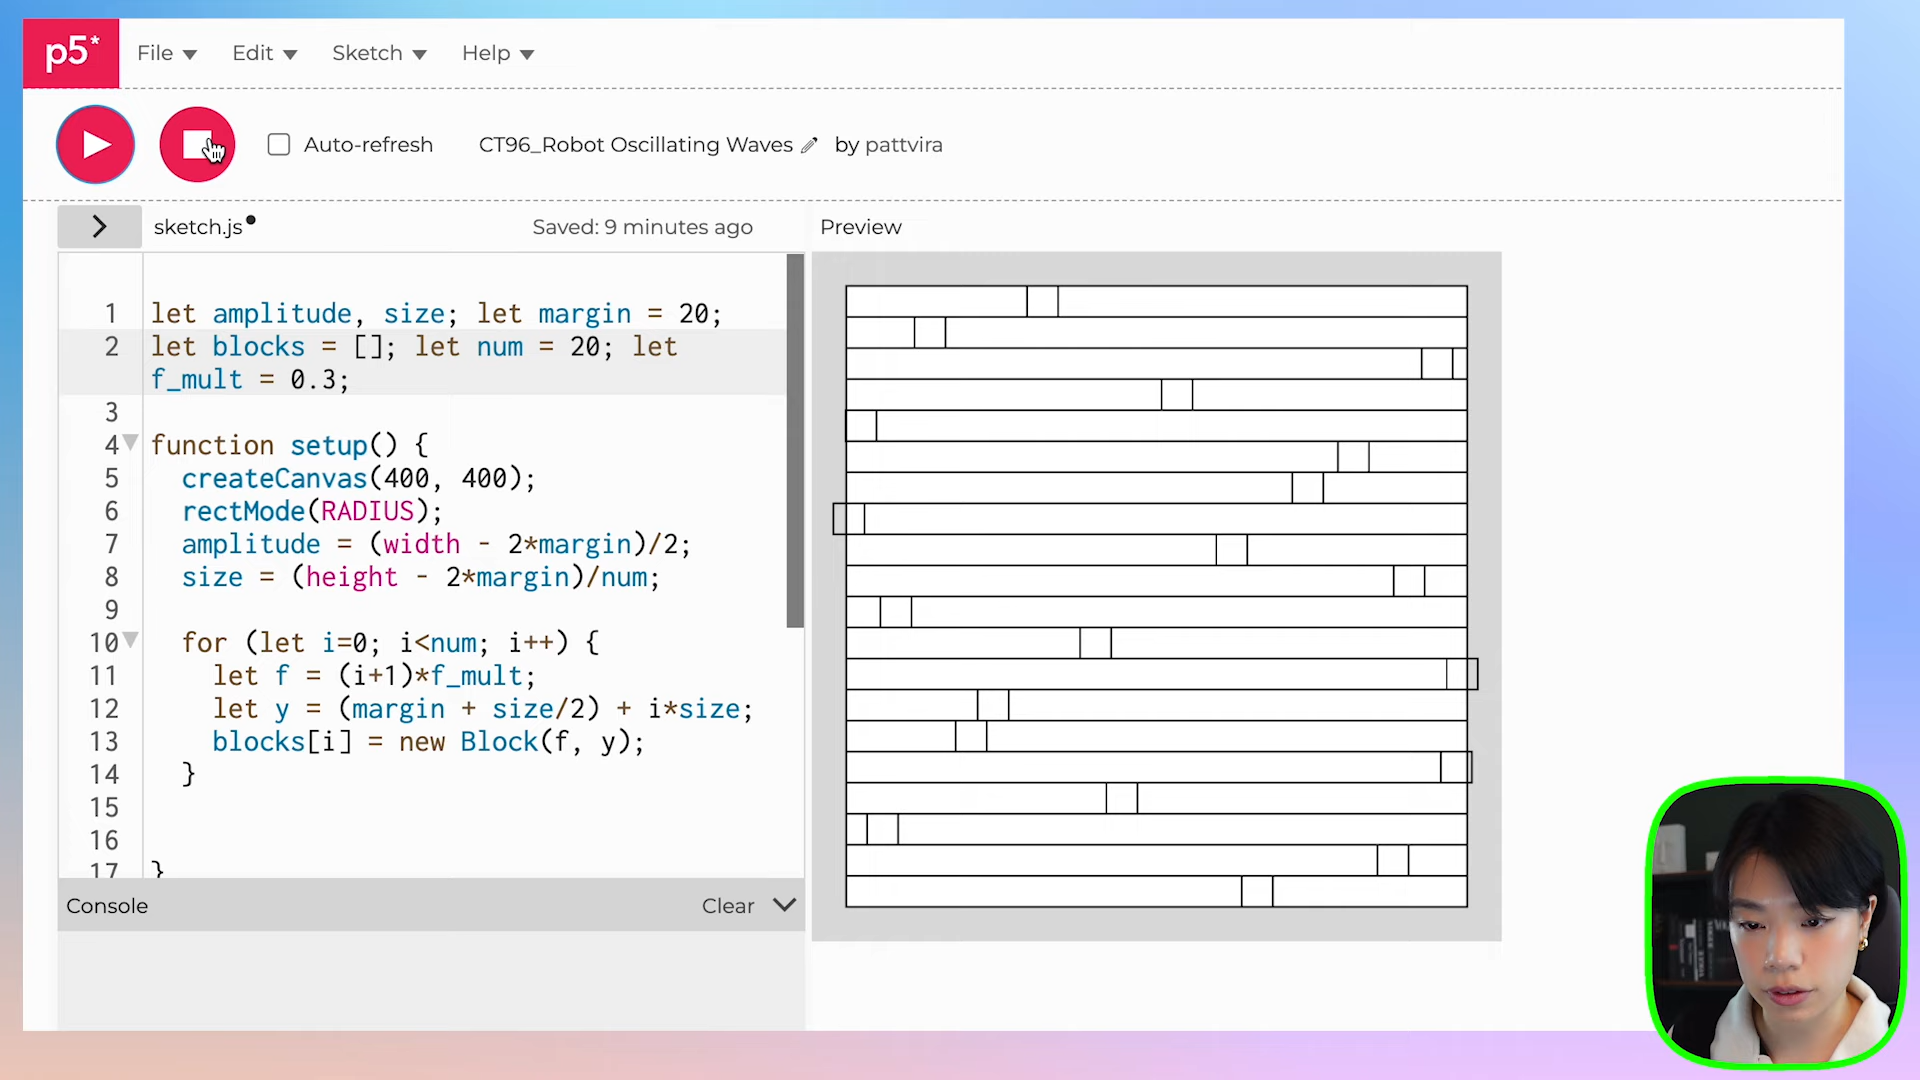 p5*
File
Edit
Sketch
Help
Auto-refresh
CT96_Robot Oscillating Waves
by pattvira
>
sketch.js
Saved: 9 minutes ago
Preview
1 let amplitude, size; let margin = 20;
2 let blocks = []; let num = 20; let
f_mult = 0.3;
3
4 function setup() {
5 createCanvas(400, 400);
6 rectMode(RADIUS);
7 amplitude = (width - 2*margin)/2;
8 size = (height - 2*margin)/num;
9
10 for (let i=0; i<num; i++) {
11 let f = (i+1)*f_mult;
12 let y = (margin + size/2) + i*size;
13 blocks[i] = new Block(f, y);
14 }
15
16
17 }
Console
Clear